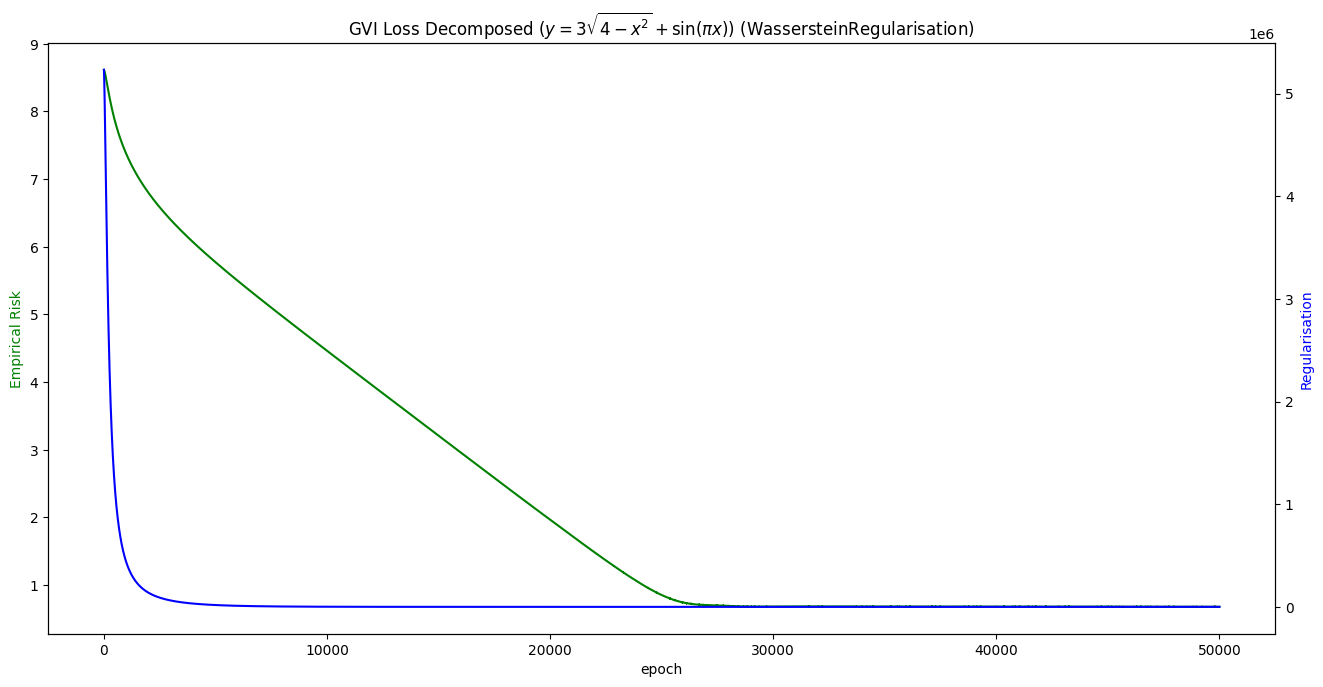 GVI Loss Decomposed (y = 3√(4 − x²) + sin(πx)) (WassersteinRegularisation)
1e6
9
8
7
6
5
4
3
2
1
Empirical Risk
5
4
3
2
1
0
Regularisation
0 10000 20000 30000 40000 50000
epoch